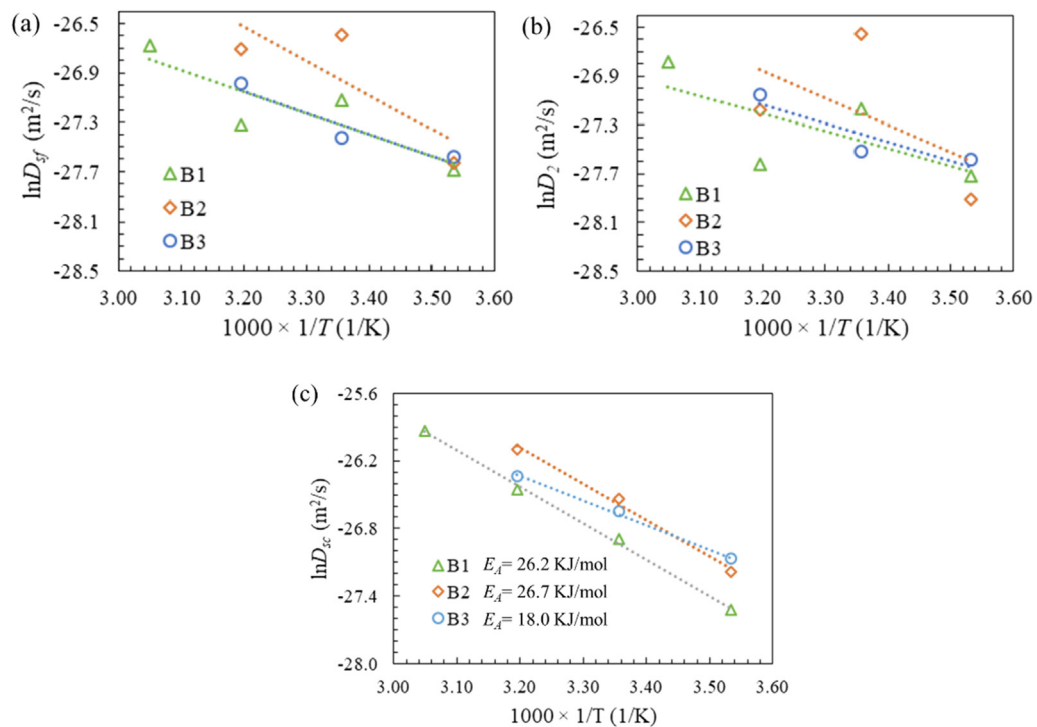 (a)
lnD_sf (m²/s)
-26.5
-26.9
-27.3
-27.7
-28.1
-28.5
B1
B2
B3
3.00 3.10 3.20 3.30 3.40 3.50 3.60
1000 × 1/T (1/K)
(b)
lnD₂ (m²/s)
-26.5
-26.9
-27.3
-27.7
-28.1
-28.5
B1
B2
B3
3.00 3.10 3.20 3.30 3.40 3.50 3.60
1000 × 1/T (1/K)
(c)
lnD_sc (m²/s)
-25.6
-26.2
-26.8
-27.4
-28.0
B1 E_A= 26.2 KJ/mol
B2 E_A= 26.7 KJ/mol
B3 E_A= 18.0 KJ/mol
3.00 3.10 3.20 3.30 3.40 3.50 3.60
1000 × 1/T (1/K)